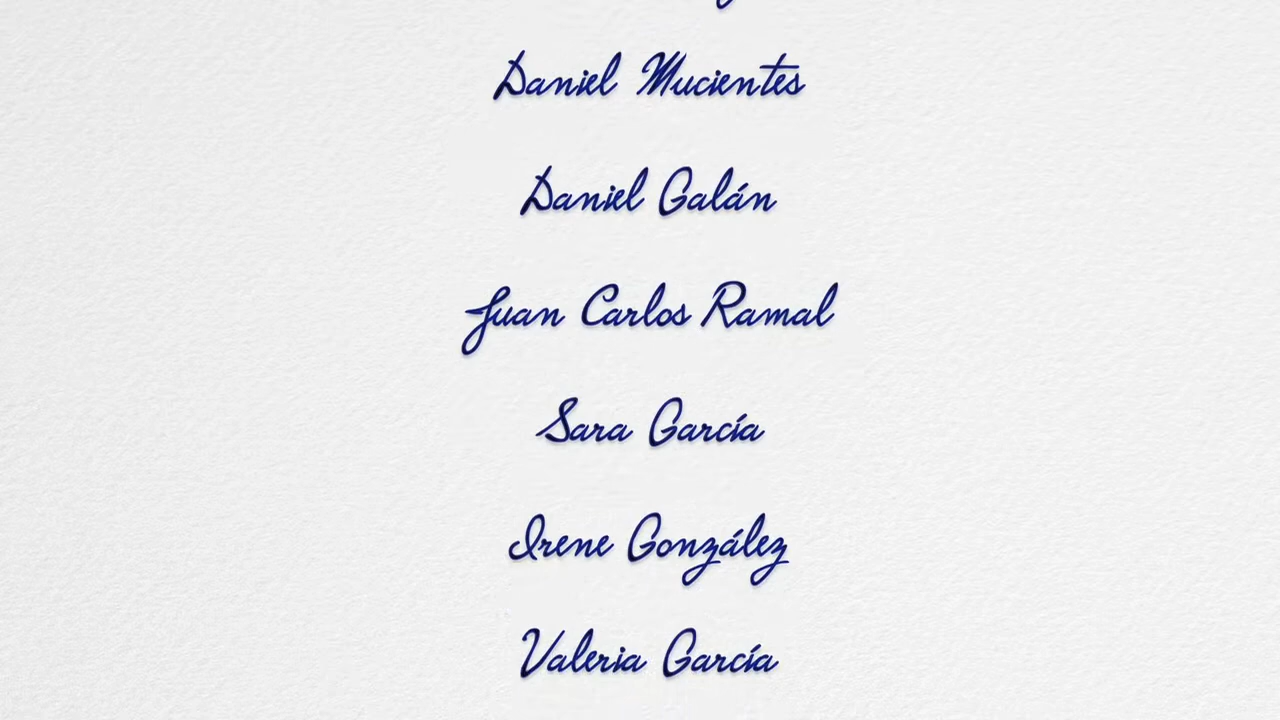 Daniel Mucientes
Daniel Galán
Juan Carlos Ramal
Sara García
Irene González
Valeria García